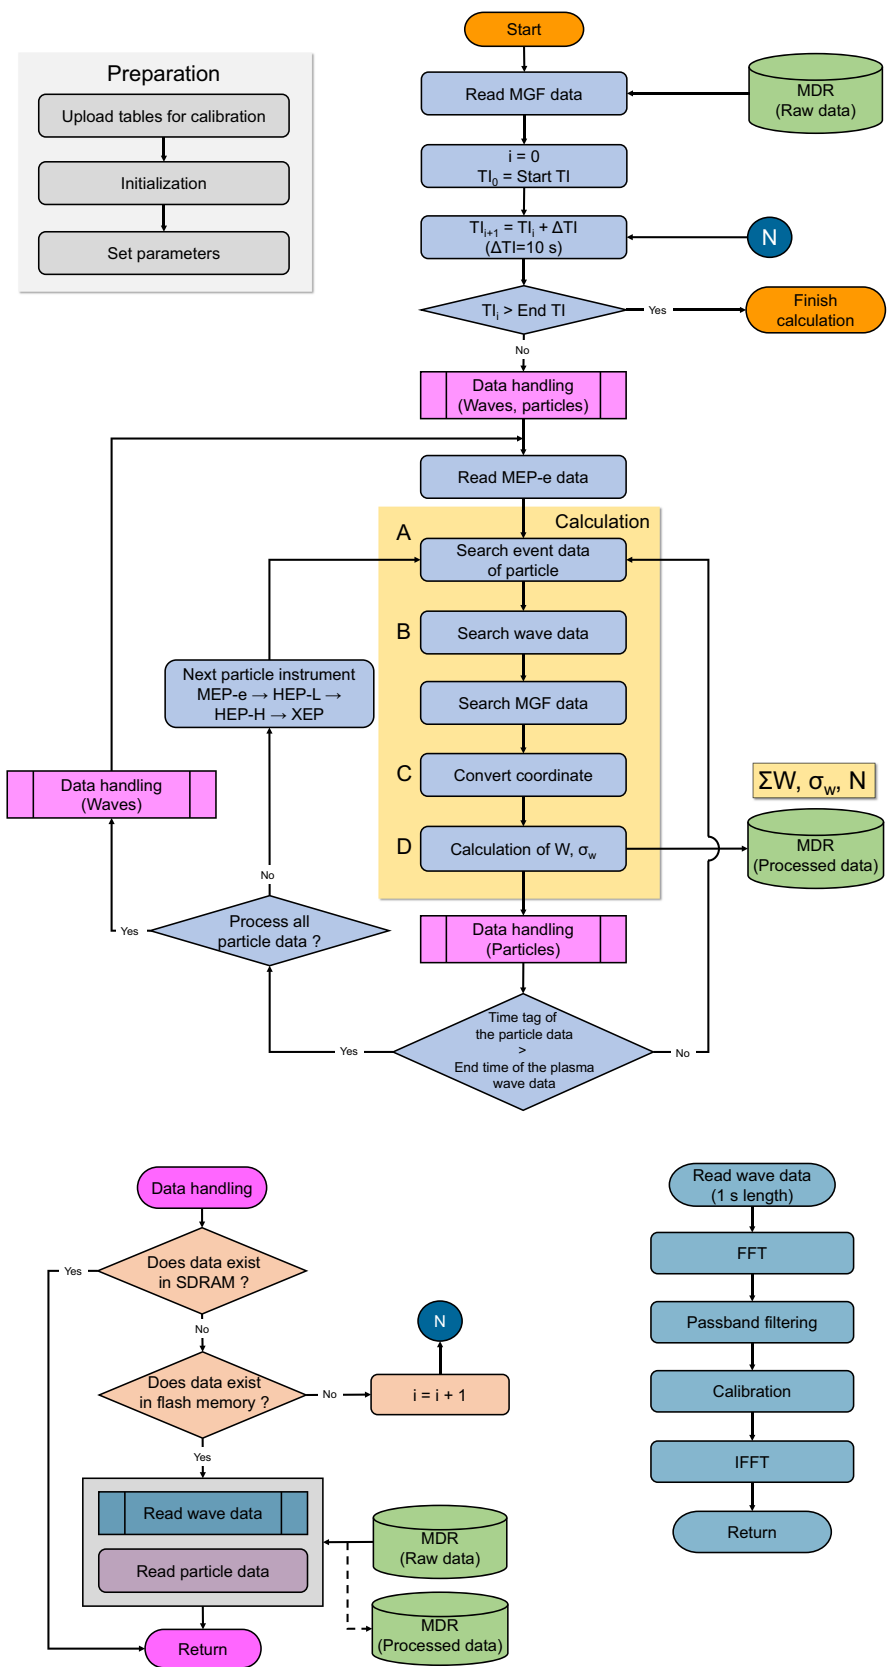 Start
Preparation
Upload tables for calibration
Initialization
Set parameters
Read MGF data
MDR
(Raw data)
i = 0
TI₀ = Start TI
TIᵢ₊₁ = TIᵢ + ΔTI
(ΔTI=10 s)
N
TIᵢ > End TI
Yes
Finish
calculation
No
Data handling
(Waves, particles)
Read MEP-e data
Calculation
A
Search event data
of particle
B
Search wave data
Next particle instrument
MEP-e → HEP-L →
HEP-H → XEP
Search MGF data
Data handling
(Waves)
C
Convert coordinate
ΣW, σw, N
D
Calculation of W, σw
MDR
(Processed data)
No
Process all
particle data ?
Yes
Data handling
(Particles)
Time tag of
the particle data
>
End time of the plasma
wave data
Yes
No
Data handling
Does data exist
in SDRAM ?
Yes
No
N
Does data exist
in flash memory ?
No
i = i + 1
Yes
Read wave data
Read particle data
MDR
(Raw data)
MDR
(Processed data)
Return
Read wave data
(1 s length)
FFT
Passband filtering
Calibration
IFFT
Return